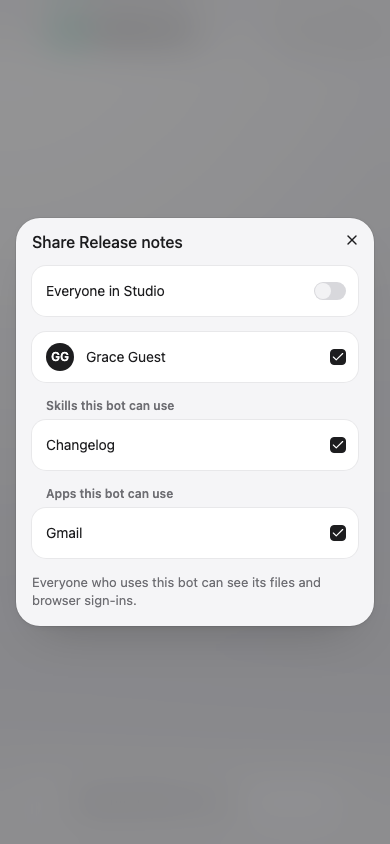 Share Release notes
Everyone in Studio
GG Grace Guest
Skills this bot can use
Changelog
Apps this bot can use
Gmail
Everyone who uses this bot can see its files and
browser sign-ins.